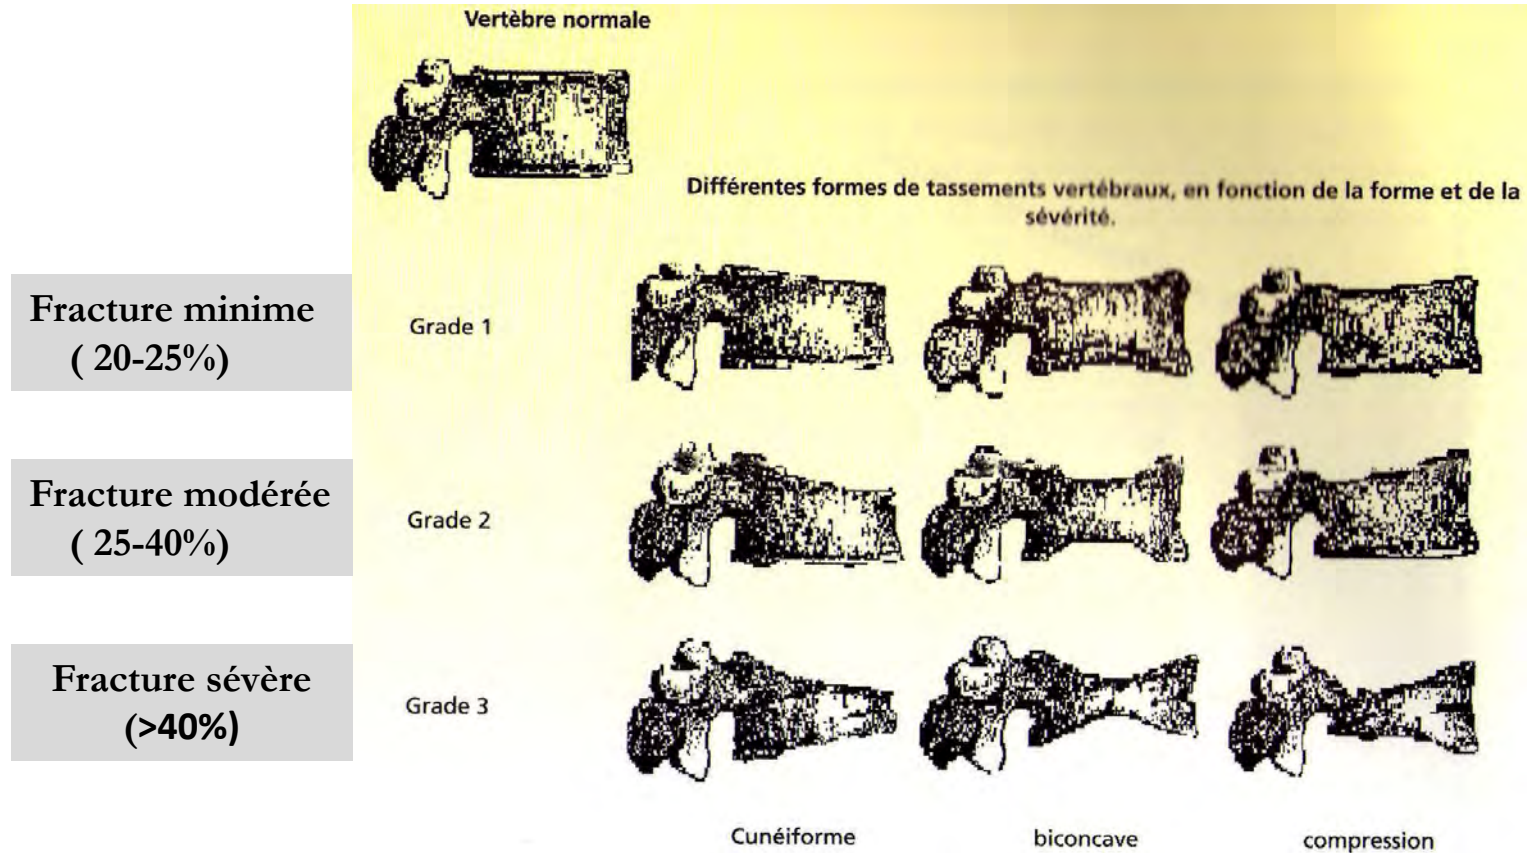 Vertèbre normale
Différentes formes de tassements vertébraux, en fonction de la forme et de la
sévérité.
Fracture minime
( 20-25%)
Grade 1
Fracture modérée
( 25-40%)
Grade 2
Fracture sévère
(>40%)
Grade 3
Cunéiforme
biconcave
compression